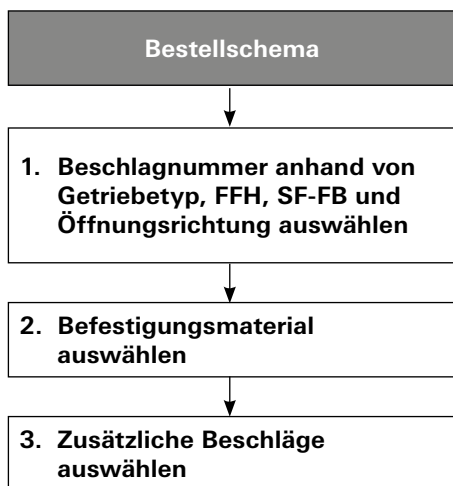 Bestellschema
1. Beschlagnummer anhand von
Getriebetyp, FFH, SF-FB und
Öffnungsrichtung auswählen
2. Befestigungsmaterial
auswählen
3. Zusätzliche Beschläge
auswählen